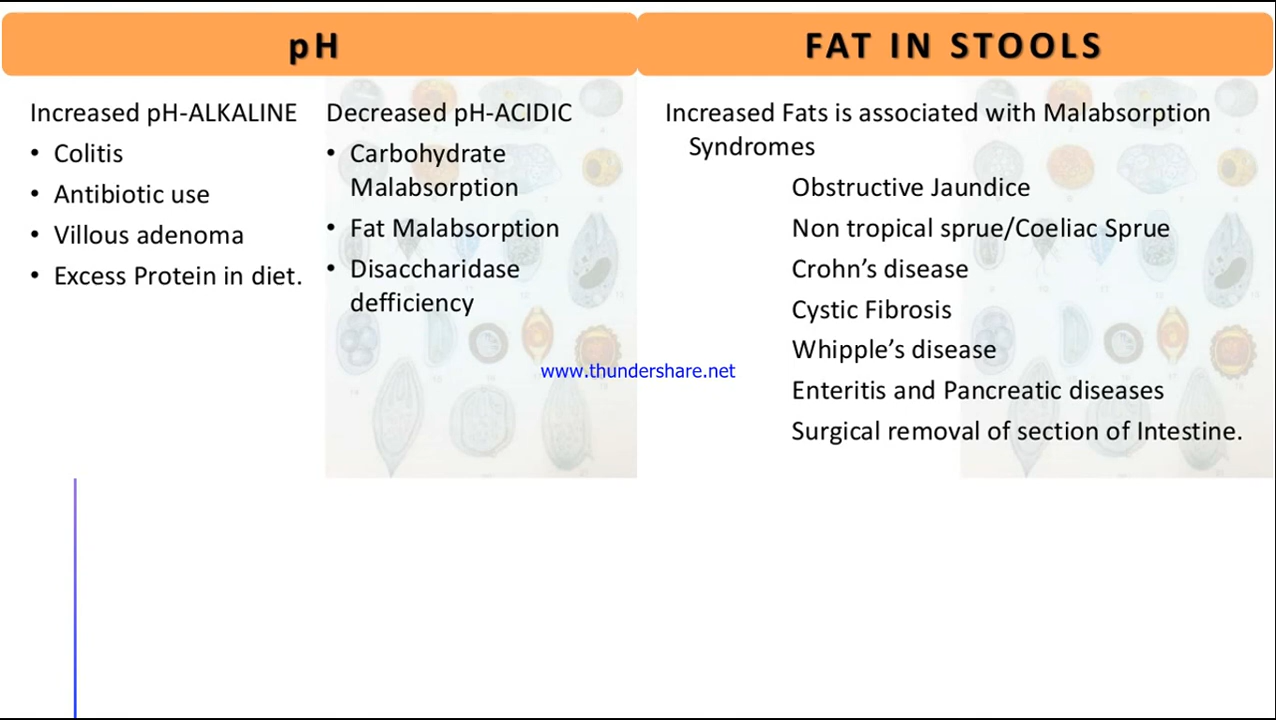 pH
Increased pH-ALKALINE
• Colitis
• Antibiotic use
• Villous adenoma
• Excess Protein in diet.
Decreased pH-ACIDIC
• Carbohydrate
Malabsorption
• Fat Malabsorption
• Disaccharidase
defficiency
FAT IN STOOLS
Increased Fats is associated with Malabsorption
Syndromes
Obstructive Jaundice
Non tropical sprue/Coeliac Sprue
Crohn’s disease
Cystic Fibrosis
Whipple’s disease
Enteritis and Pancreatic diseases
Surgical removal of section of Intestine.
www.thundershare.net